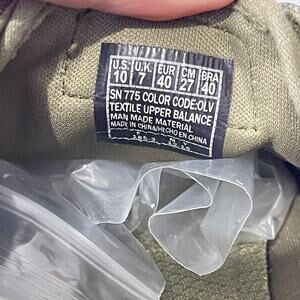 U.S. U.K. EUR CM BRA
10 7 40 27 40
SN 775 COLOR CODE:OLV
TEXTILE UPPER BALANCE
MAN MADE MATERIAL
MADE IN CHINA/HECHO EN CHINA